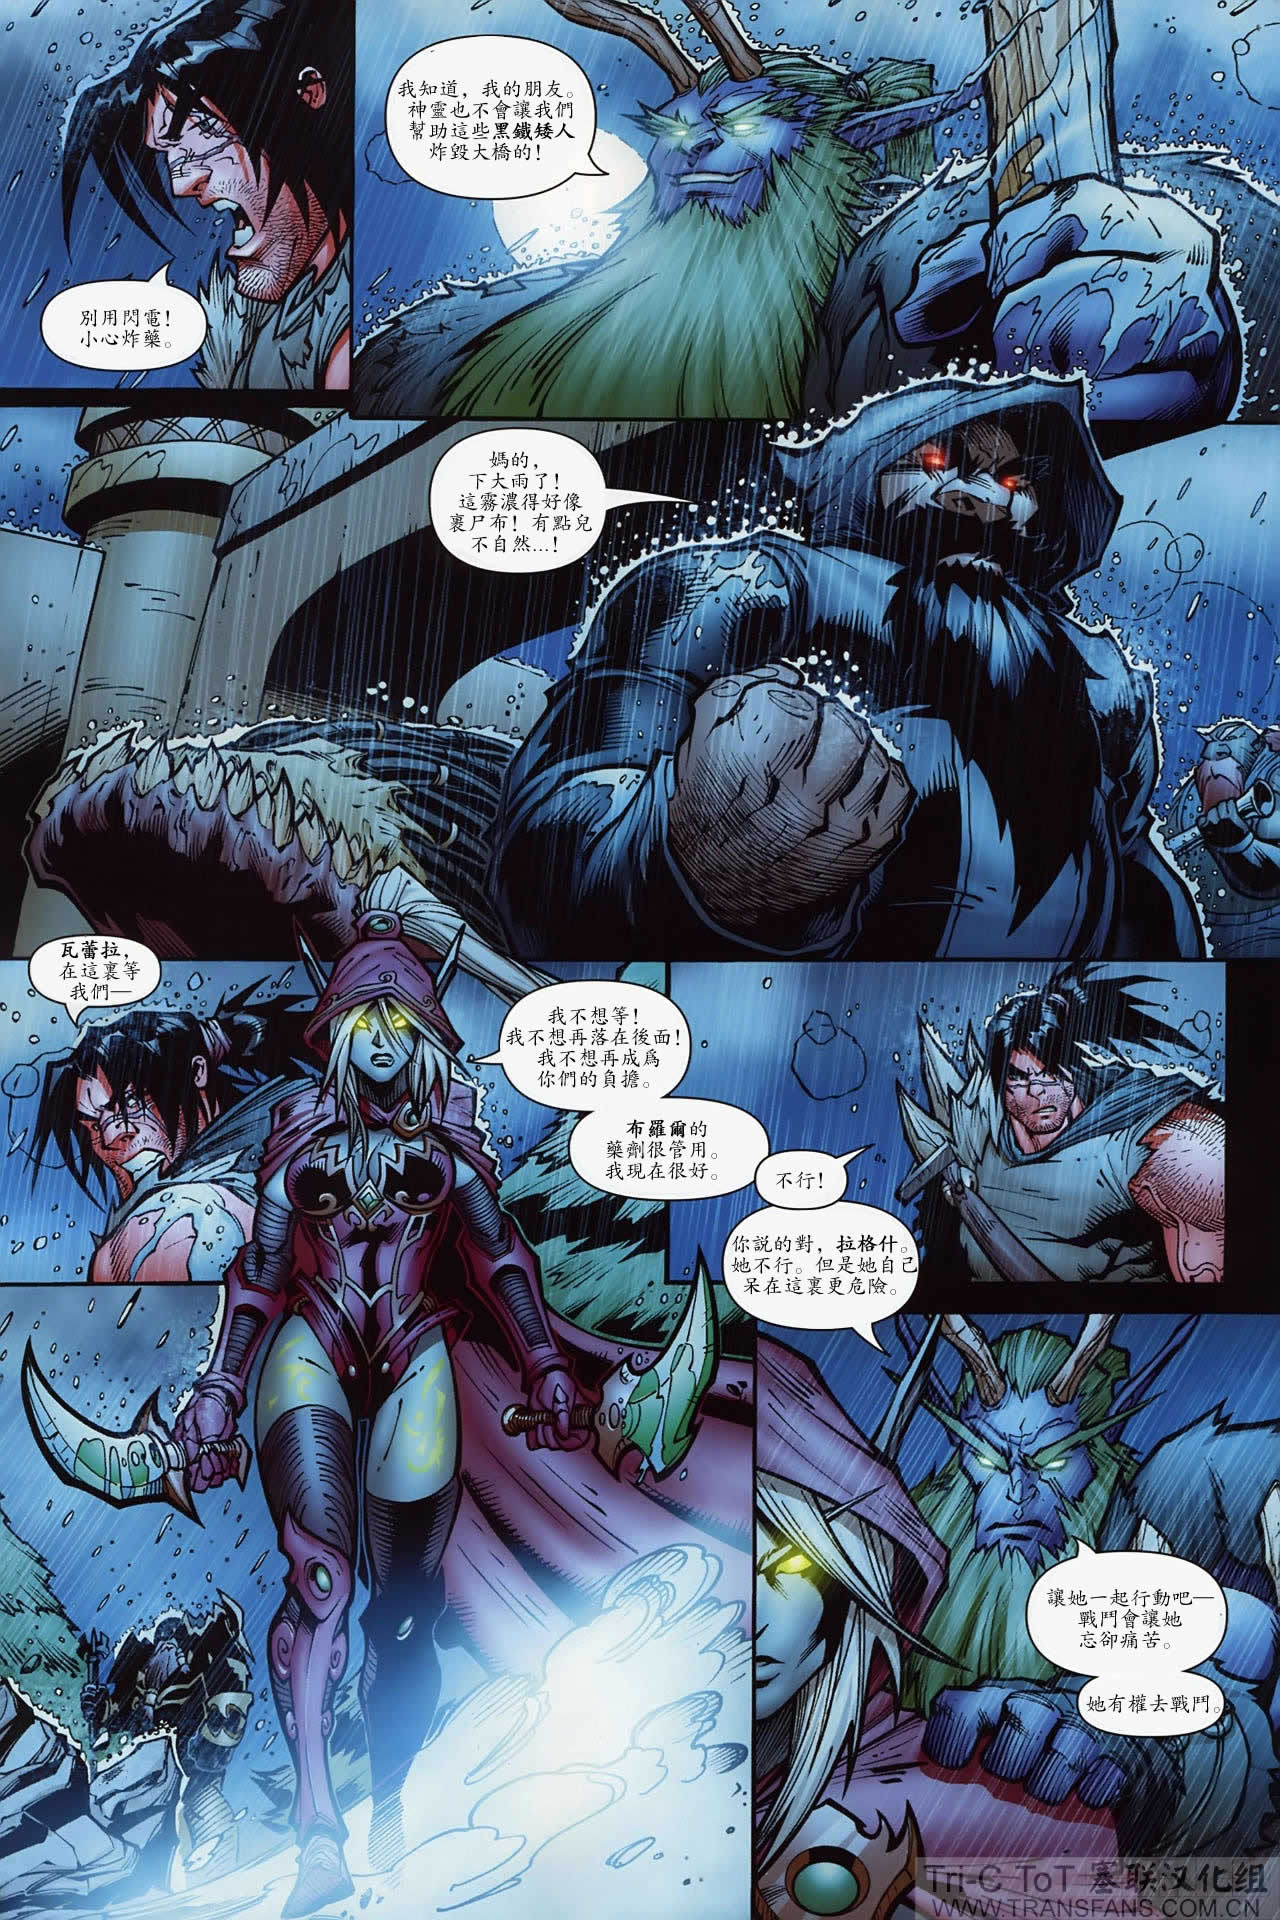 別用閃電！
小心炸藥。
我知道，我的朋友。
神靈也不會讓我們
幫助這些黑鐵矮人
炸毀大橋的！
媽的，
下大雨了！
這霧濃得好像
裹尸布！有點兒
不自然...！
瓦蕾拉，
在這裏等
我們—
我不想等！
我不想再落在後面！
我不想再成爲
你們的負擔。
布羅爾的
藥劑很管用。
我現在很好。
不行！
你説的對，拉格什。
她不行。但是她自己
呆在這裏更危險。
讓她一起行動吧—
戰鬥會讓她
忘卻痛苦。
她有權去戰鬥。
Tri-C ToT 塞联汉化组
WWW.TRANSFANS.COM.CN